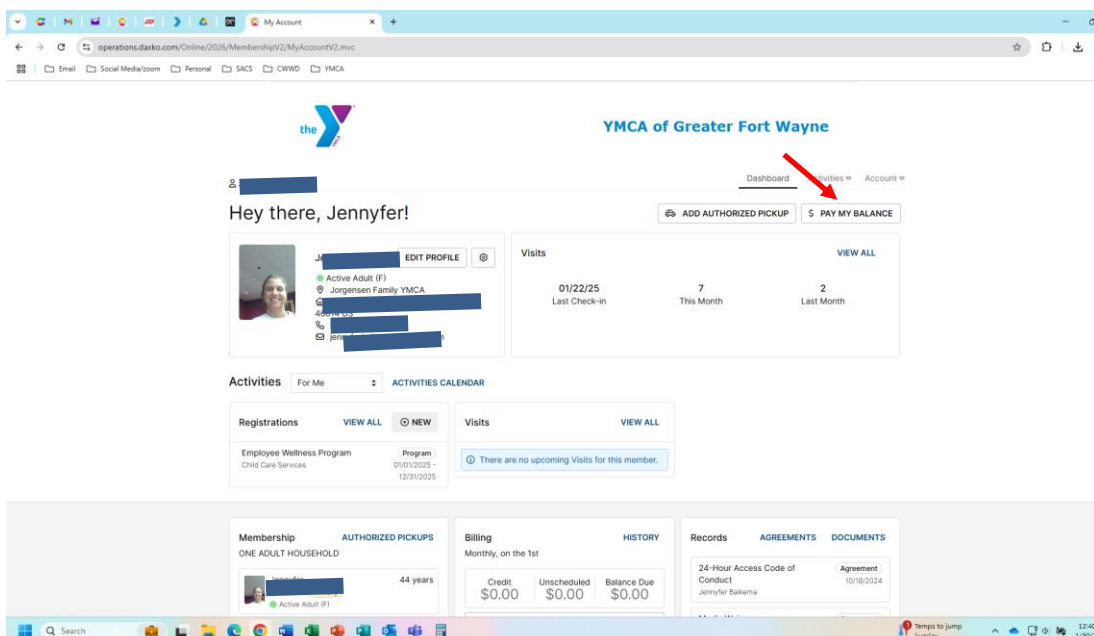 My Account
operations.daxko.com/Online/2026/MembershipV2/MyAccountV2.mvc
Email Social Media/zoom Personal SACS CWWD YMCA
the Y YMCA
YMCA of Greater Fort Wayne
Dashboard Activities Account
Hey there, Jennyfer!
ADD AUTHORIZED PICKUP $ PAY MY BALANCE
EDIT PROFILE
Active Adult (F)
Jorgensen Family YMCA
Visits VIEW ALL
01/22/25 7 2
Last Check-in This Month Last Month
Activities For Me ACTIVITIES CALENDAR
Registrations VIEW ALL NEW
Employee Wellness Program Program
Child Care Services 01/01/2025 -
12/31/2025
Visits VIEW ALL
There are no upcoming Visits for this member.
Membership AUTHORIZED PICKUPS
ONE ADULT HOUSEHOLD
44 years
Active Adult (F)
Billing HISTORY
Monthly, on the 1st
Credit Unscheduled Balance Due
$0.00 $0.00 $0.00
Records AGREEMENTS DOCUMENTS
24-Hour Access Code of Agreement
Conduct 10/18/2024
Jennyfer Balkema
Search
Temps to jump
Sunday
12:40